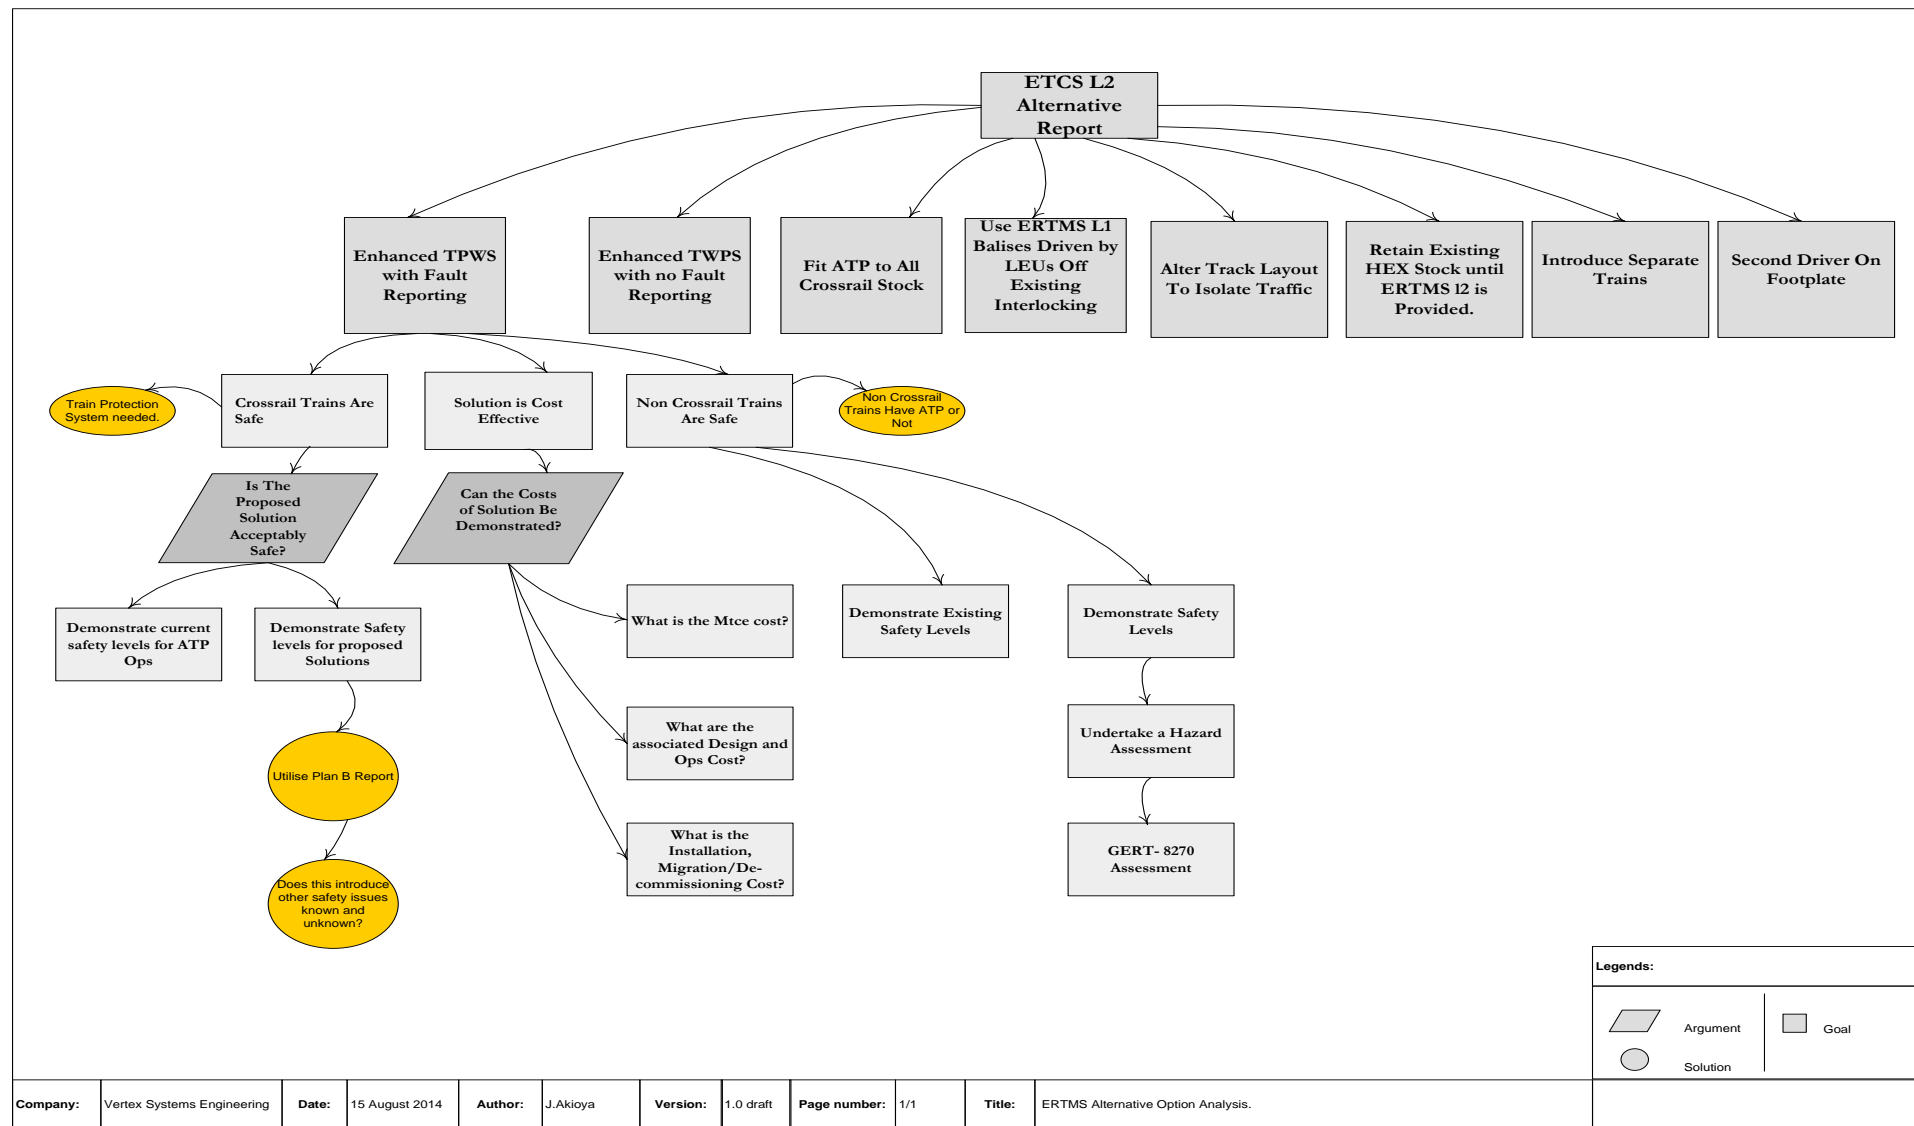 ETCS L2
Alternative
Report
Enhanced TPWS
with Fault
Reporting
Enhanced TWPS
with no Fault
Reporting
Fit ATP to All
Crossrail Stock
Use ERTMS L1
Balises Driven by
LEUs Off
Existing
Interlocking
Alter Track Layout
To Isolate Traffic
Retain Existing
HEX Stock until
ERTMS l2 is
Provided.
Introduce Separate
Trains
Second Driver On
Footplate
Train Protection
System needed.
Crossrail Trains Are
Safe
Solution is Cost
Effective
Non Crossrail Trains
Are Safe
Non Crossrail
Trains Have ATP or
Not
Is The
Proposed
Solution
Acceptably
Safe?
Can the Costs
of Solution Be
Demonstrated?
Demonstrate current
safety levels for ATP
Ops
Demonstrate Safety
levels for proposed
Solutions
What is the Mtce cost?
Demonstrate Existing
Safety Levels
Demonstrate Safety
Levels
Utilise Plan B Report
What are the
associated Design and
Ops Cost?
Undertake a Hazard
Assessment
Does this introduce
other safety issues
known and
unknown?
What is the
Installation,
Migration/De-
commissioning Cost?
GERT- 8270
Assessment
Legends:
Argument
Goal
Solution
Company: Vertex Systems Engineering Date: 15 August 2014 Author: J.Akioya Version: 1.0 draft Page number: 1/1 Title: ERTMS Alternative Option Analysis.